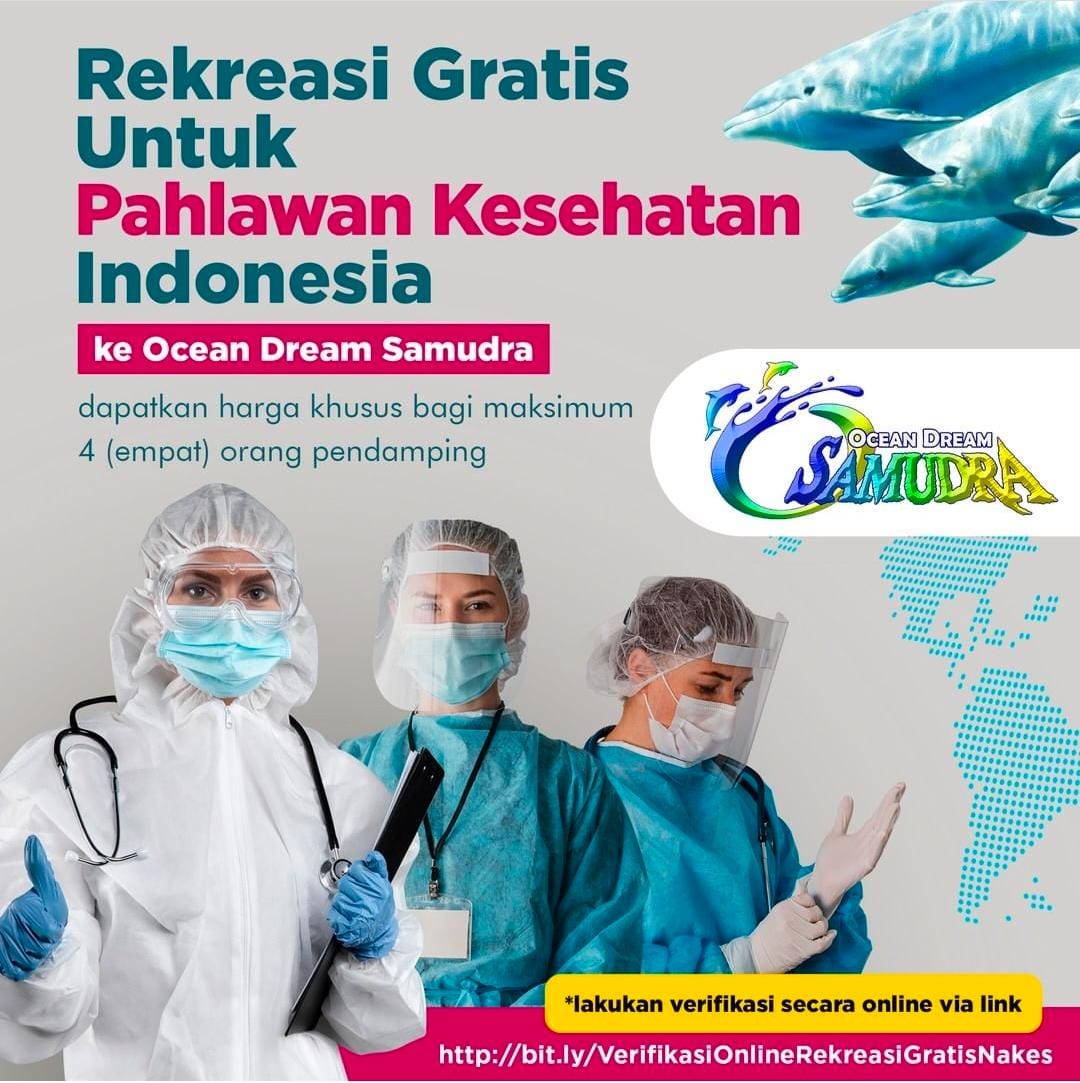 Rekreasi Gratis
Untuk
Pahlawan Kesehatan
Indonesia
ke Ocean Dream Samudra
dapatkan harga khusus bagi maksimum
4 (empat) orang pendamping
OCEAN DREAM
SAMUDRA
*lakukan verifikasi secara online via link
http://bit.ly/VerifikasiOnlineRekreasiGratisNakes